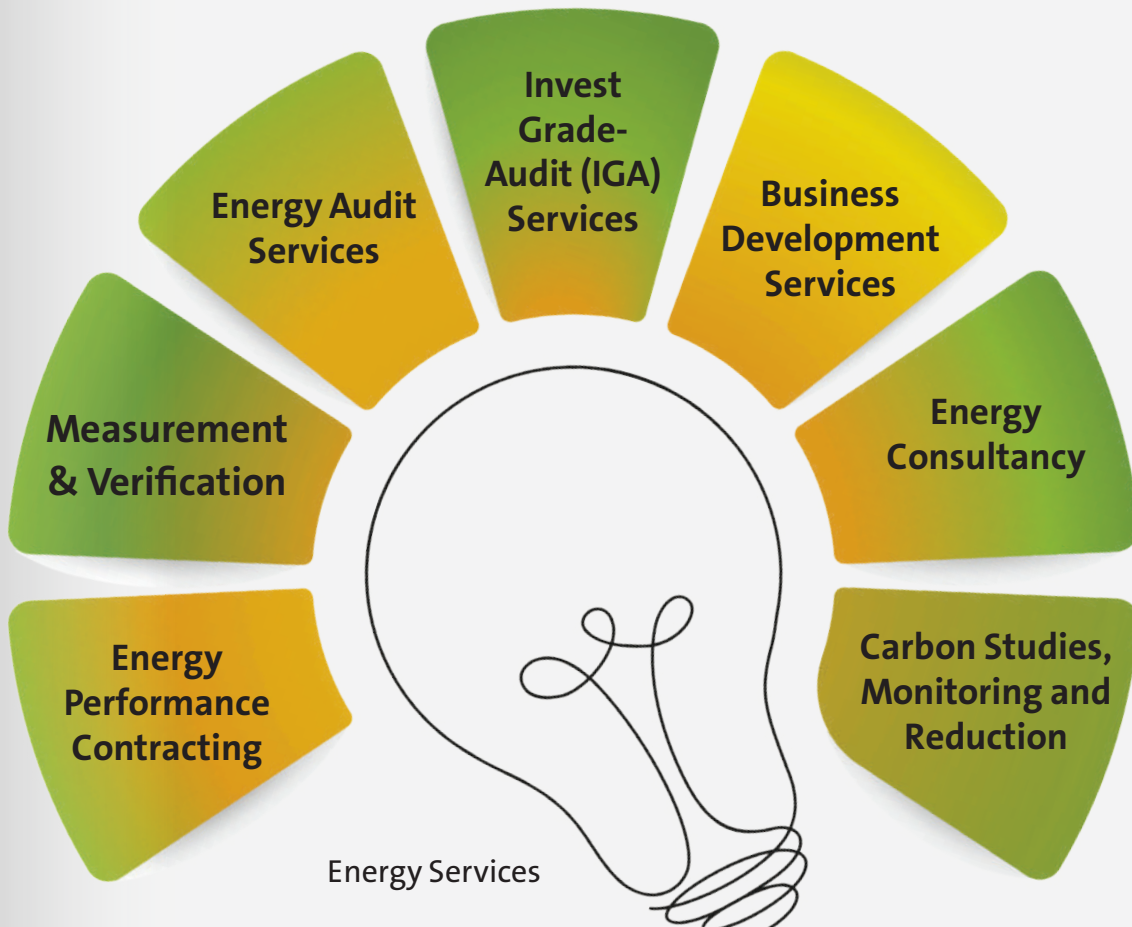 Invest
Grade-
Audit (IGA)
Services
Energy Audit
Services
Business
Development
Services
Measurement
& Verification
Energy
Consultancy
Energy
Performance
Contracting
Carbon Studies,
Monitoring and
Reduction
Energy Services